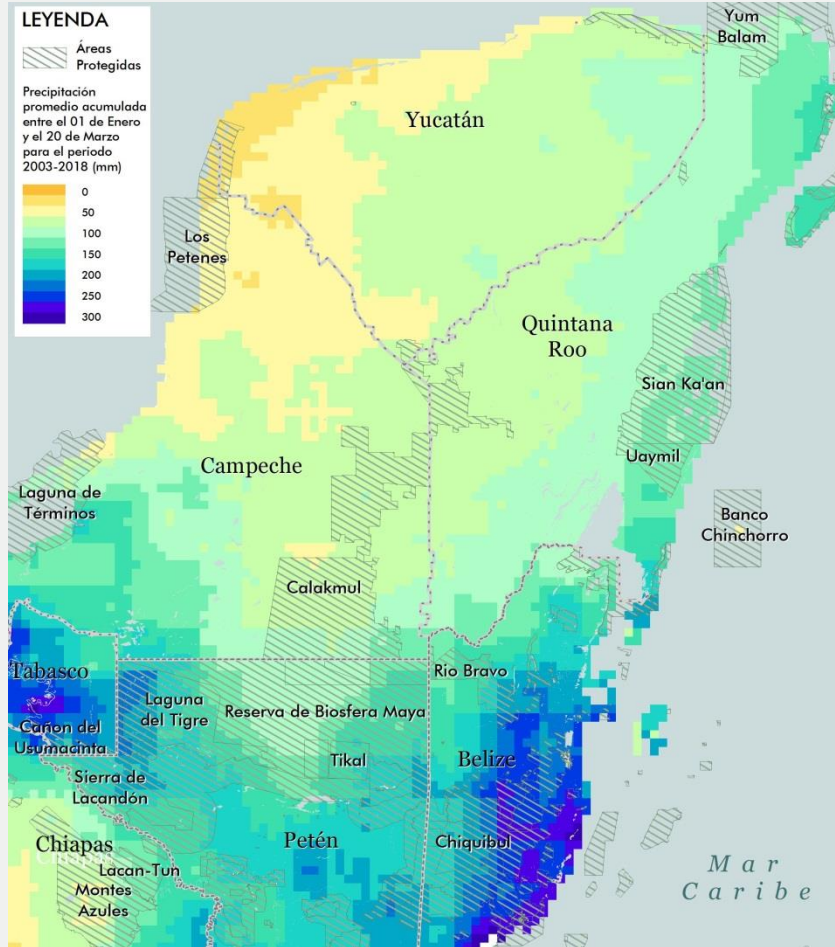 LEYENDA
Áreas
Protegidas
Precipitación
promedio acumulada
entre el 01 de Enero
y el 20 de Marzo
para el periodo
2003-2018 (mm)
0
50
100
150
200
250
300
Yum
Balam
Yucatán
Los
Petenes
Quintana
Roo
Sian Ka'an
Uaymil
Campeche
Laguna de
Términos
Banco
Chinchorro
Calakmul
Tabasco
Rio Bravo
Laguna
del Tigre
Reserva de Biosfera Maya
Cañon del
Usumacinta
Tikal
Belize
Sierra de
Lacandón
Petén
Chiquibul
Chiapas
Chiapas
Lacan-Tun
Montes
Azules
Mar
Caribe